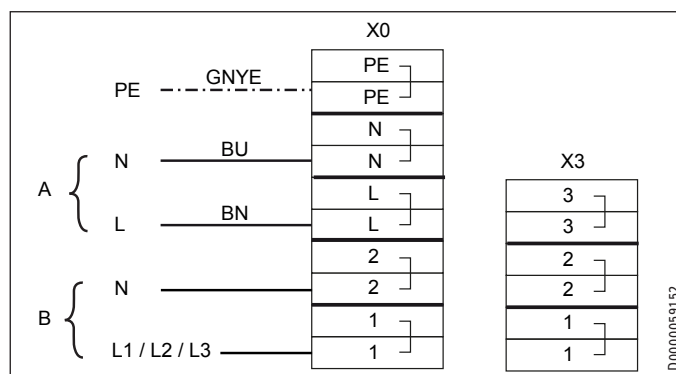 X0
PE
PE GNYE PE
N
A N BU N X3
L 3
L BN L 3
2 2
B N 2 2
1 1
L1 / L2 / L3 1 1
D0000059152